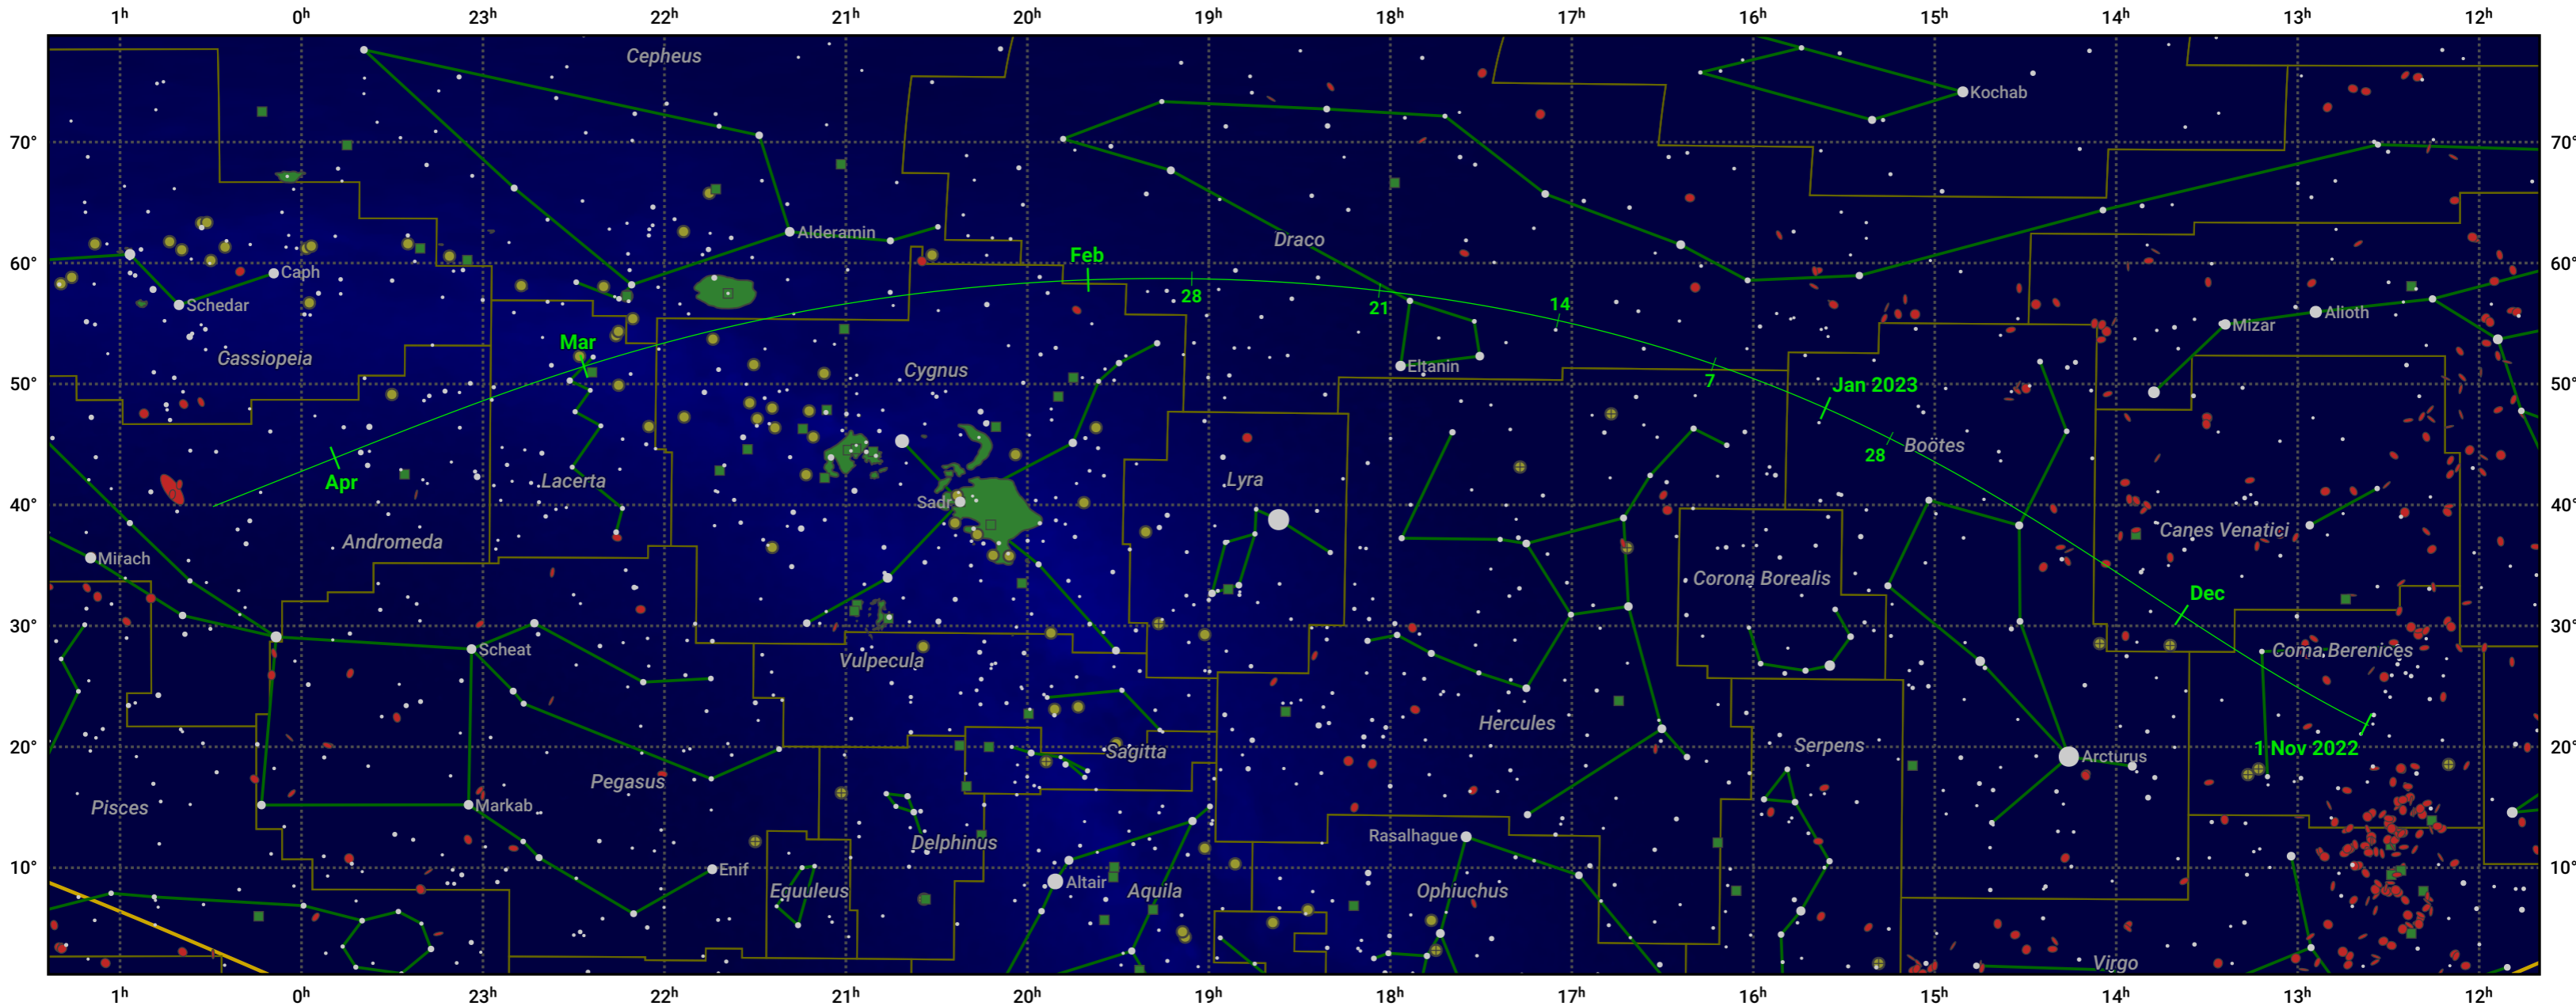 1ʰ 0ʰ 23ʰ 22ʰ 21ʰ 20ʰ 19ʰ 18ʰ 17ʰ 16ʰ 15ʰ 14ʰ 13ʰ 12ʰ
Cepheus
Kochab
70° 70°
Alderamin
Draco
Feb
60° 60°
Caph
28
14
Schedar
21
Alioth
Mizar
Mar
Cassiopeia
Eltanin
Cygnus
7
50° 50°
Jan 2023
Boötes
28
Apr
Lacerta
Lyra
Sadr
40° 40°
Canes Venatici
Andromeda
Mirach
Corona Borealis
Dec
30° 30°
Scheat
Vulpecula
Coma Berenices
Hercules
Serpens
1 Nov 2022
20° 20°
Sagitta
Arcturus
Pegasus
Pisces
Markab
Rasalhague
Delphinus
10° 10°
Enif
Altair
Equuleus
Aquila
Ophiuchus
Virgo
1ʰ 0ʰ 23ʰ 22ʰ 21ʰ 20ʰ 19ʰ 18ʰ 17ʰ 16ʰ 15ʰ 14ʰ 13ʰ 12ʰ